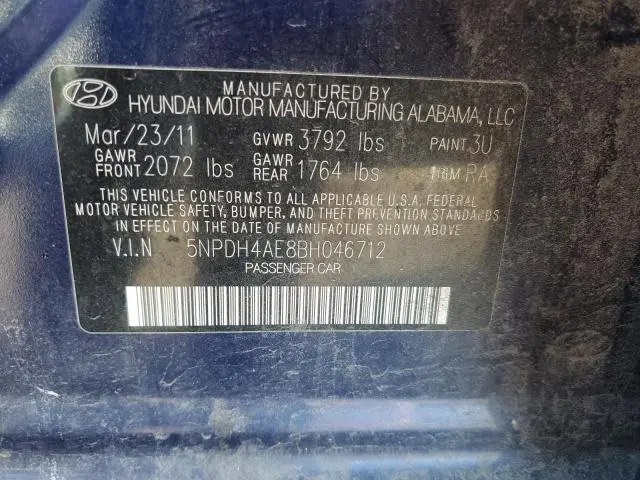 MANUFACTURED BY
HYUNDAI MOTOR MANUFACTURING ALABAMA, LLC
Mar/23/11 GVWR 3792 lbs PAINT 3U
GAWR FRONT 2072 lbs GAWR REAR 1764 lbs TRIM RA
THIS VEHICLE CONFORMS TO ALL APPLICABLE U.S.A. FEDERAL
MOTOR VEHICLE SAFETY, BUMPER, AND THEFT PREVENTION STANDARDS
IN EFFECT ON THE DATE OF MANUFACTURE SHOWN ABOVE.
V.I.N 5NPDH4AE8BH046712
PASSENGER CAR